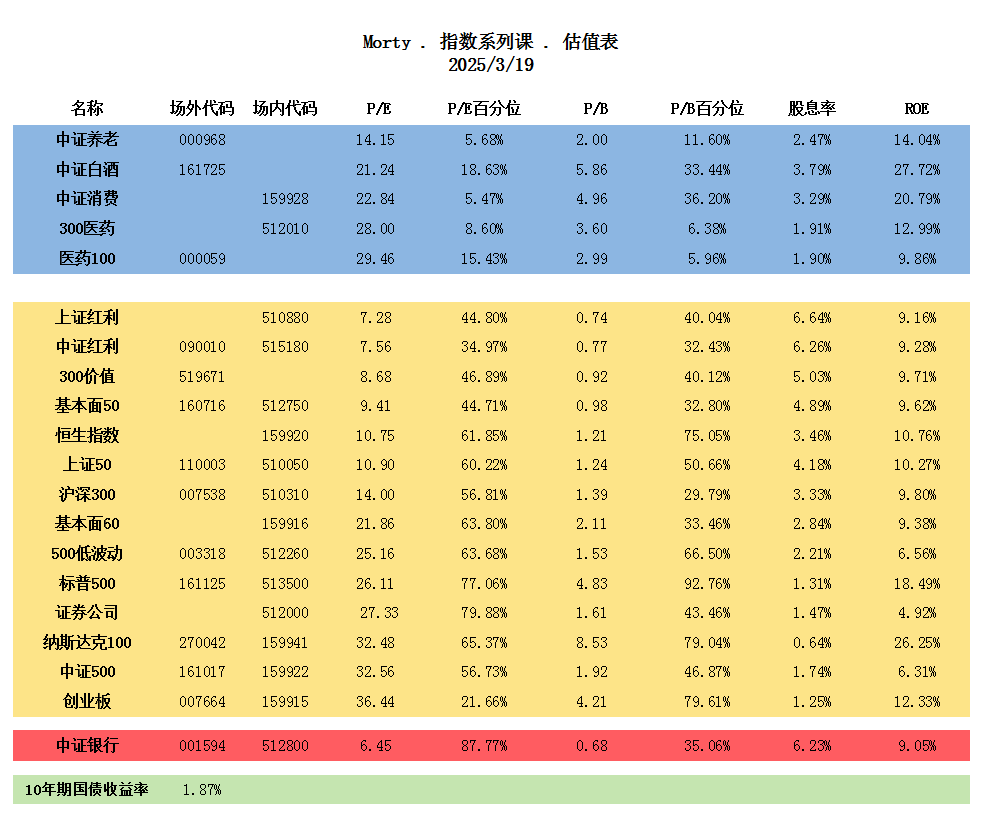 Morty . 指数系列课 . 估值表
2025/3/19
名称 场外代码 场内代码 P/E P/E百分位 P/B P/B百分位 股息率 ROE
中证养老 000968 14.15 5.68% 2.00 11.60% 2.47% 14.04%
中证白酒 161725 21.24 18.63% 5.86 33.44% 3.79% 27.72%
中证消费 159928 22.84 5.47% 4.96 36.20% 3.29% 20.79%
300医药 512010 28.00 8.60% 3.60 6.38% 1.91% 12.99%
医药100 000059 29.46 15.43% 2.99 5.96% 1.90% 9.86%
上证红利 510880 7.28 44.80% 0.74 40.04% 6.64% 9.16%
中证红利 090010 515180 7.56 34.97% 0.77 32.43% 6.26% 9.28%
300价值 519671 8.68 46.89% 0.92 40.12% 5.03% 9.71%
基本面50 160716 512750 9.41 44.71% 0.98 32.80% 4.89% 9.62%
恒生指数 159920 10.75 61.85% 1.21 75.05% 3.46% 10.76%
上证50 110003 510050 10.90 60.22% 1.24 50.66% 4.18% 10.27%
沪深300 007538 510310 14.00 56.81% 1.39 29.79% 3.33% 9.80%
基本面60 159916 21.86 63.80% 2.11 33.46% 2.84% 9.38%
500低波动 003318 512260 25.16 63.68% 1.53 66.50% 2.21% 6.56%
标普500 161125 513500 26.11 77.06% 4.83 92.76% 1.31% 18.49%
证券公司 512000 27.33 79.88% 1.61 43.46% 1.47% 4.92%
纳斯达克100 270042 159941 32.48 65.37% 8.53 79.04% 0.64% 26.25%
中证500 161017 159922 32.56 56.73% 1.92 46.87% 1.74% 6.31%
创业板 007664 159915 36.44 21.66% 4.21 79.61% 1.25% 12.33%
中证银行 001594 512800 6.45 87.77% 0.68 35.06% 6.23% 9.05%
10年期国债收益率 1.87%